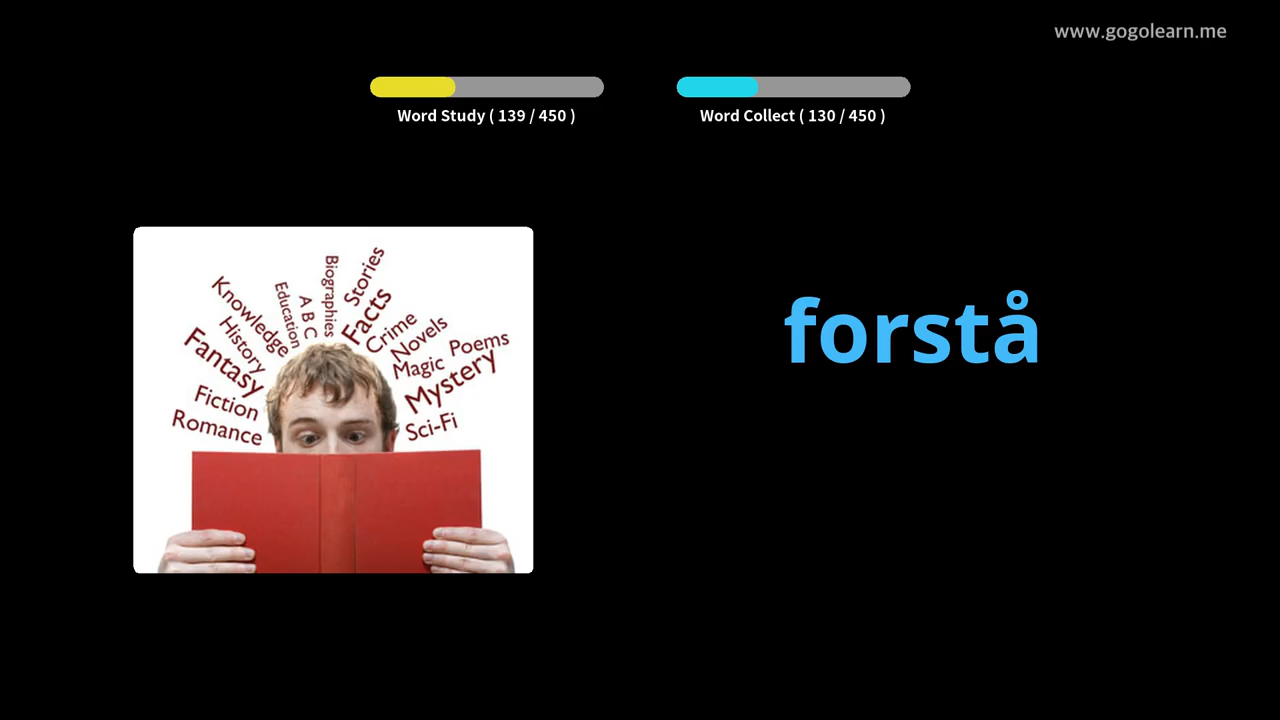 www.gogolearn.me
Word Study ( 139 / 450 )
Word Collect ( 130 / 450 )
forstå
Biographies
Stories
Knowledge
Education
A B C
Facts
History
Crime
Novels
Fantasy
Magic
Poems
Mystery
Fiction
Romance
Sci-Fi